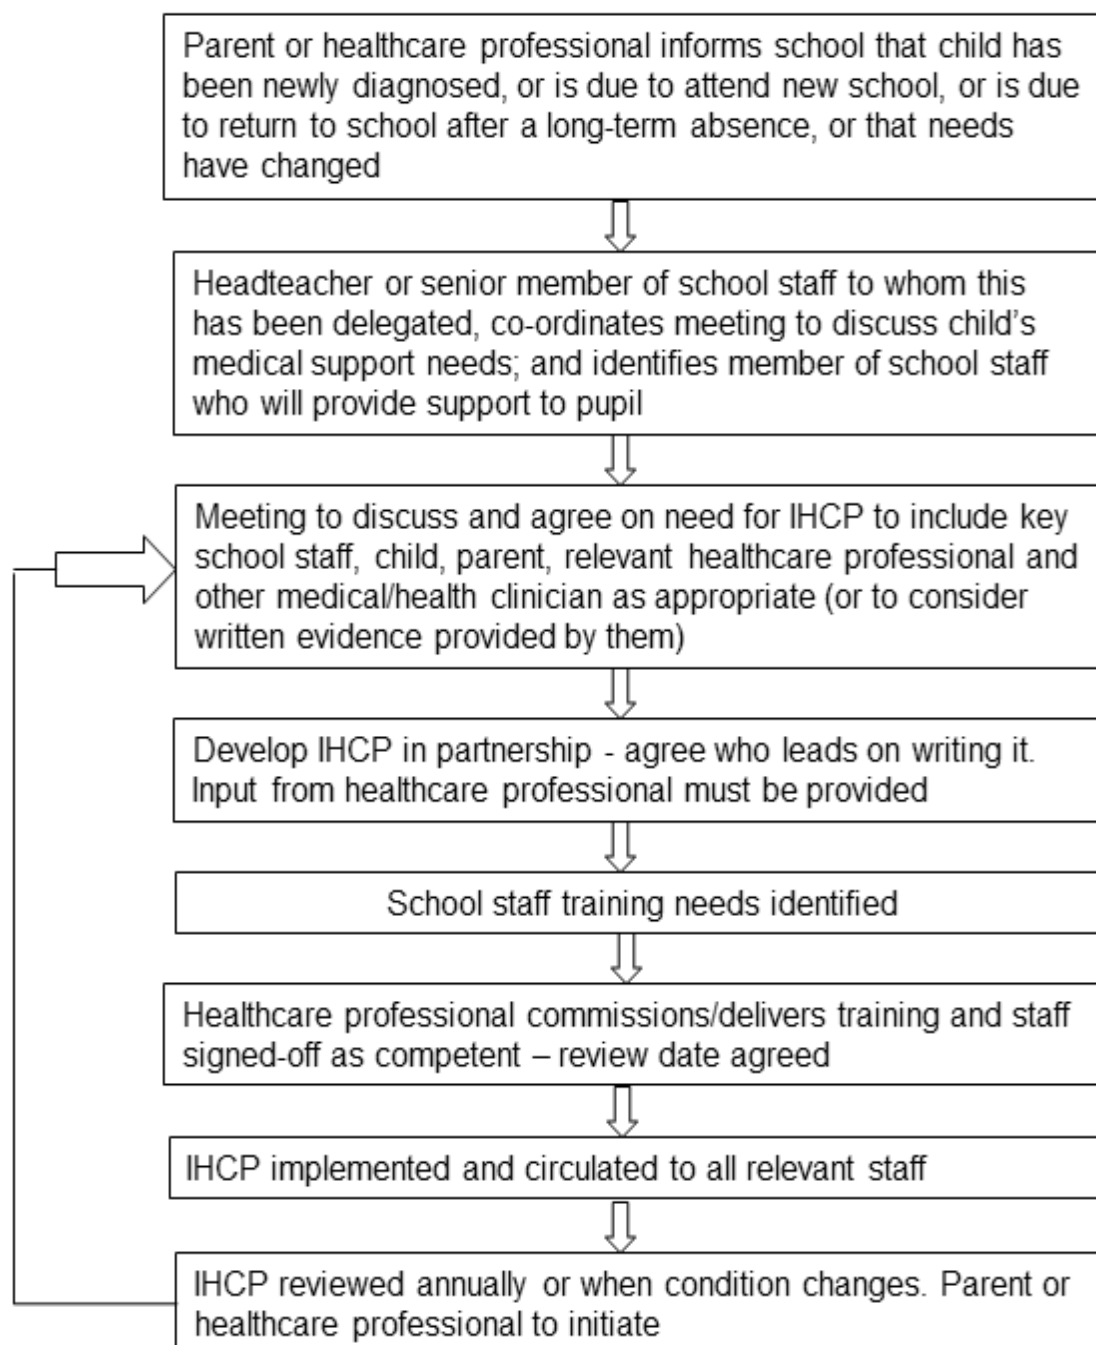 Parent or healthcare professional informs school that child has
been newly diagnosed, or is due to attend new school, or is due
to return to school after a long-term absence, or that needs
have changed
Headteacher or senior member of school staff to whom this
has been delegated, co-ordinates meeting to discuss child’s
medical support needs; and identifies member of school staff
who will provide support to pupil
Meeting to discuss and agree on need for IHCP to include key
school staff, child, parent, relevant healthcare professional and
other medical/health clinician as appropriate (or to consider
written evidence provided by them)
Develop IHCP in partnership - agree who leads on writing it.
Input from healthcare professional must be provided
School staff training needs identified
Healthcare professional commissions/delivers training and staff
signed-off as competent – review date agreed
IHCP implemented and circulated to all relevant staff
IHCP reviewed annually or when condition changes. Parent or
healthcare professional to initiate